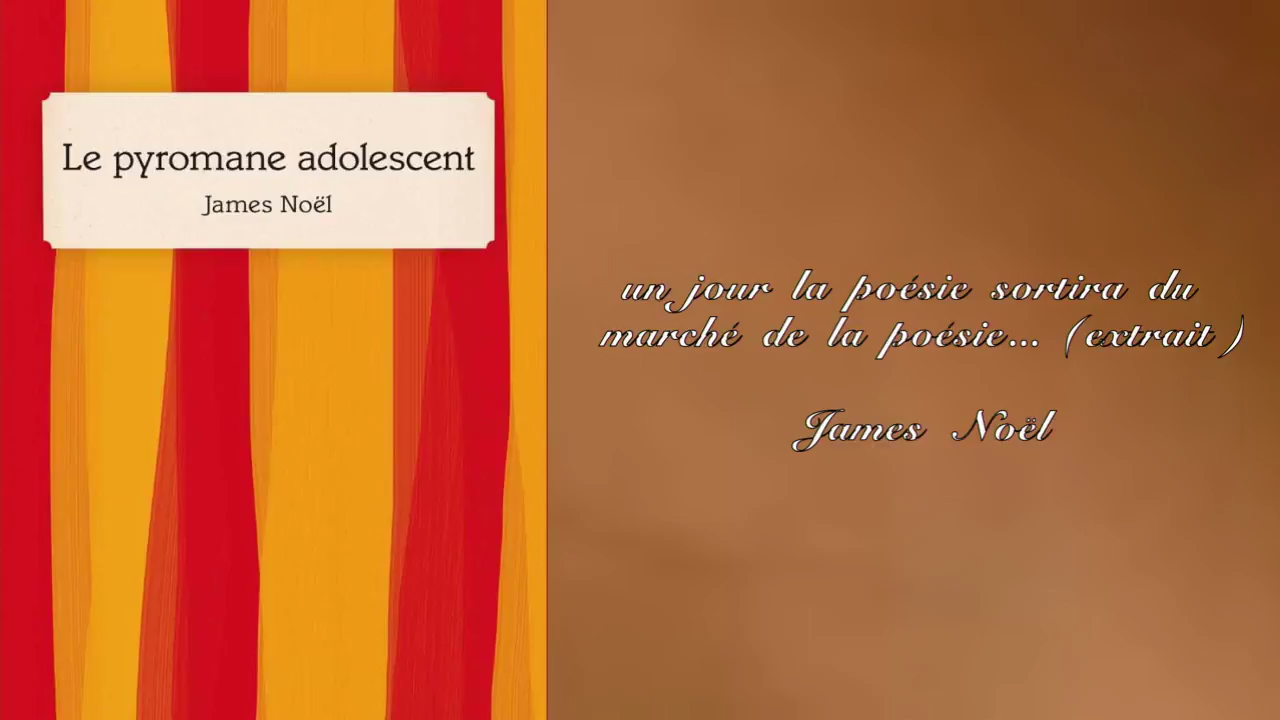 Le pyromane adolescent
James Noël
un jour la poésie sortira du
marché de la poésie... (extrait)
James Noël